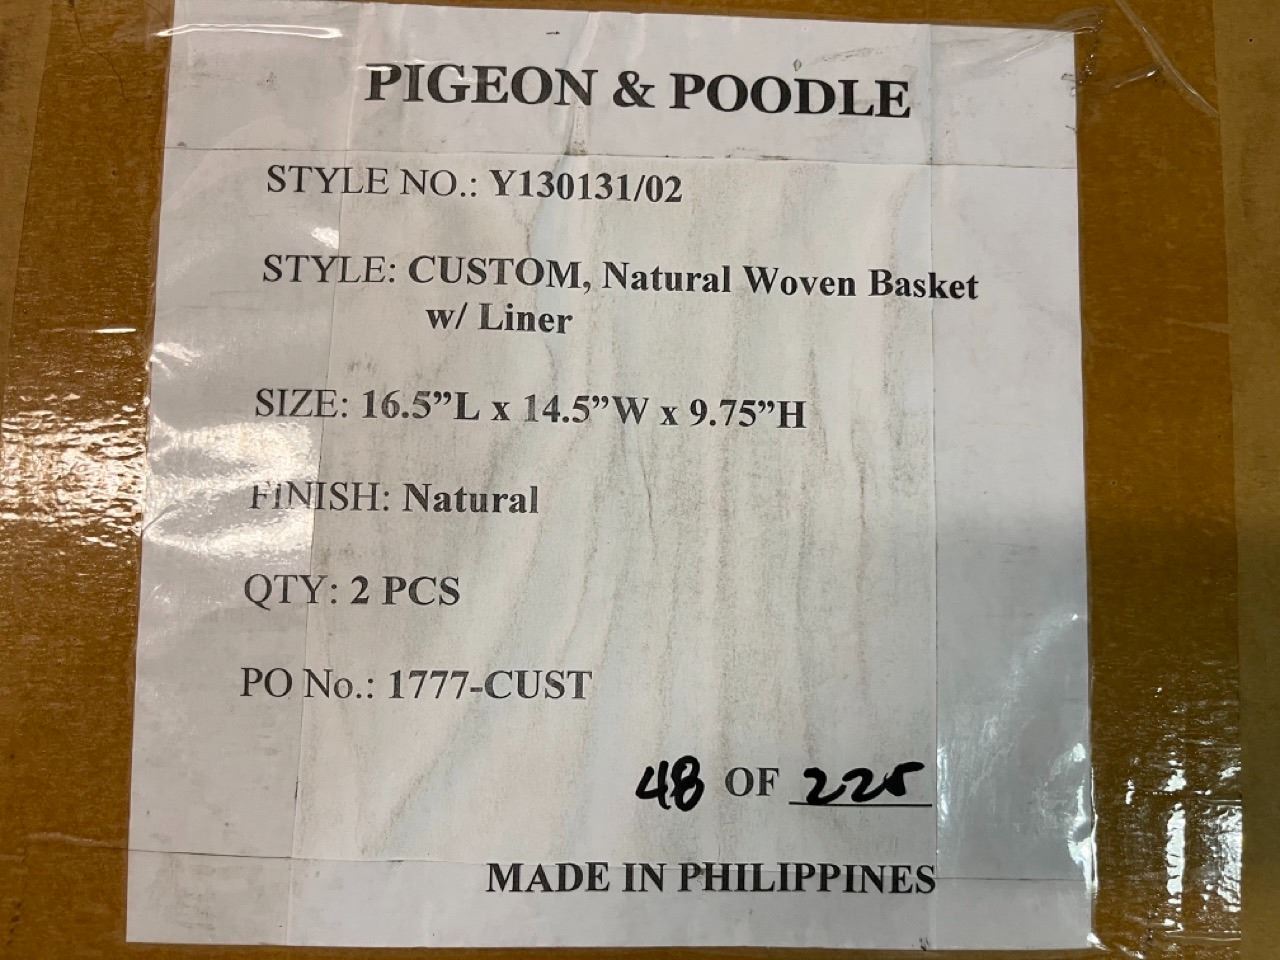 PIGEON & POODLE
STYLE NO.: Y130131/02
STYLE: CUSTOM, Natural Woven Basket
w/ Liner
SIZE: 16.5”L x 14.5”W x 9.75”H
FINISH: Natural
QTY: 2 PCS
PO No.: 1777-CUST
48 OF 225
MADE IN PHILIPPINES